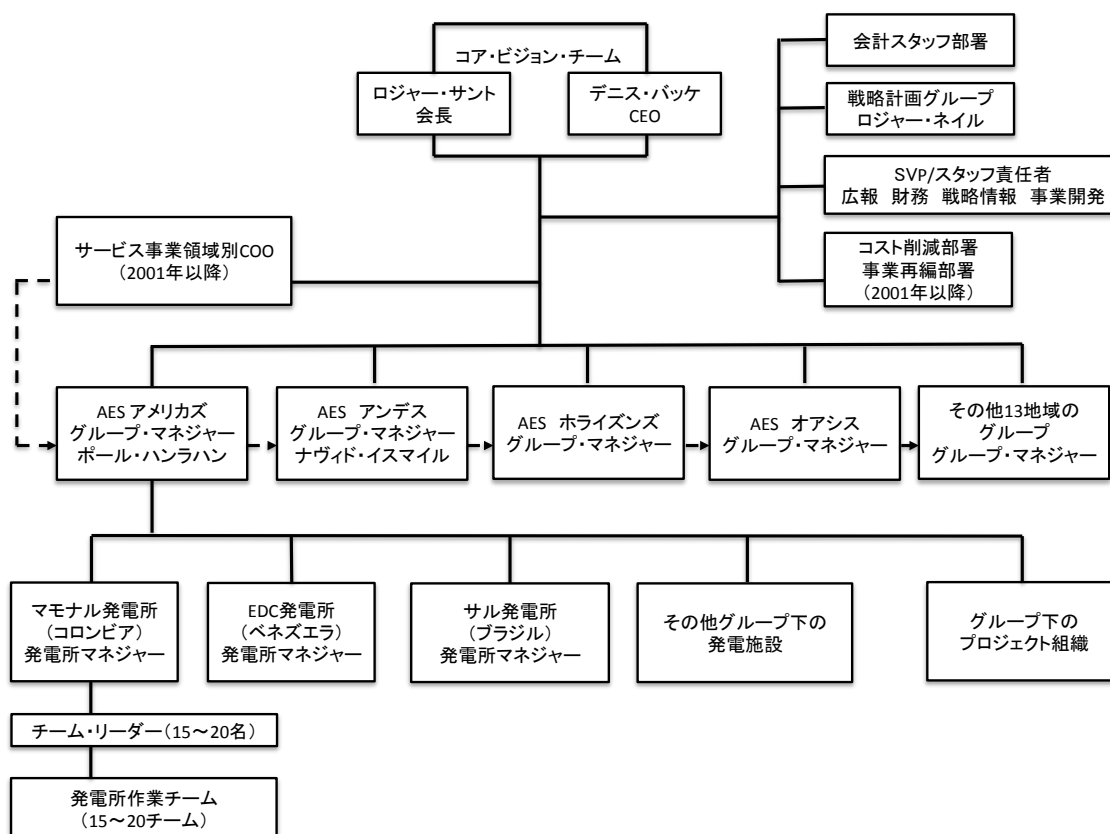 コア・ビジョン・チーム
ロジャー・サント
会長
デニス・バッケ
CEO
会計スタッフ部署
戦略計画グループ
ロジャー・ネイル
SVP/スタッフ責任者
広報　財務　戦略情報　事業開発
コスト削減部署
事業再編部署
（2001年以降）
サービス事業領域別COO
（2001年以降）
AES アメリカズ
グループ・マネジャー
ポール・ハンラハン
AES　アンデス
グループ・マネジャー
ナヴィド・イスマイル
AES　ホライズンズ
グループ・マネジャー
AES　オアシス
グループ・マネジャー
その他13地域の
グループ
グループ・マネジャー
マモナル発電所
（コロンビア）
発電所マネジャー
EDC発電所
（ベネズエラ）
発電所マネジャー
サル発電所
（ブラジル）
発電所マネジャー
その他グループ下の
発電施設
グループ下の
プロジェクト組織
チーム・リーダー（15～20名）
発電所作業チーム
（15～20チーム）